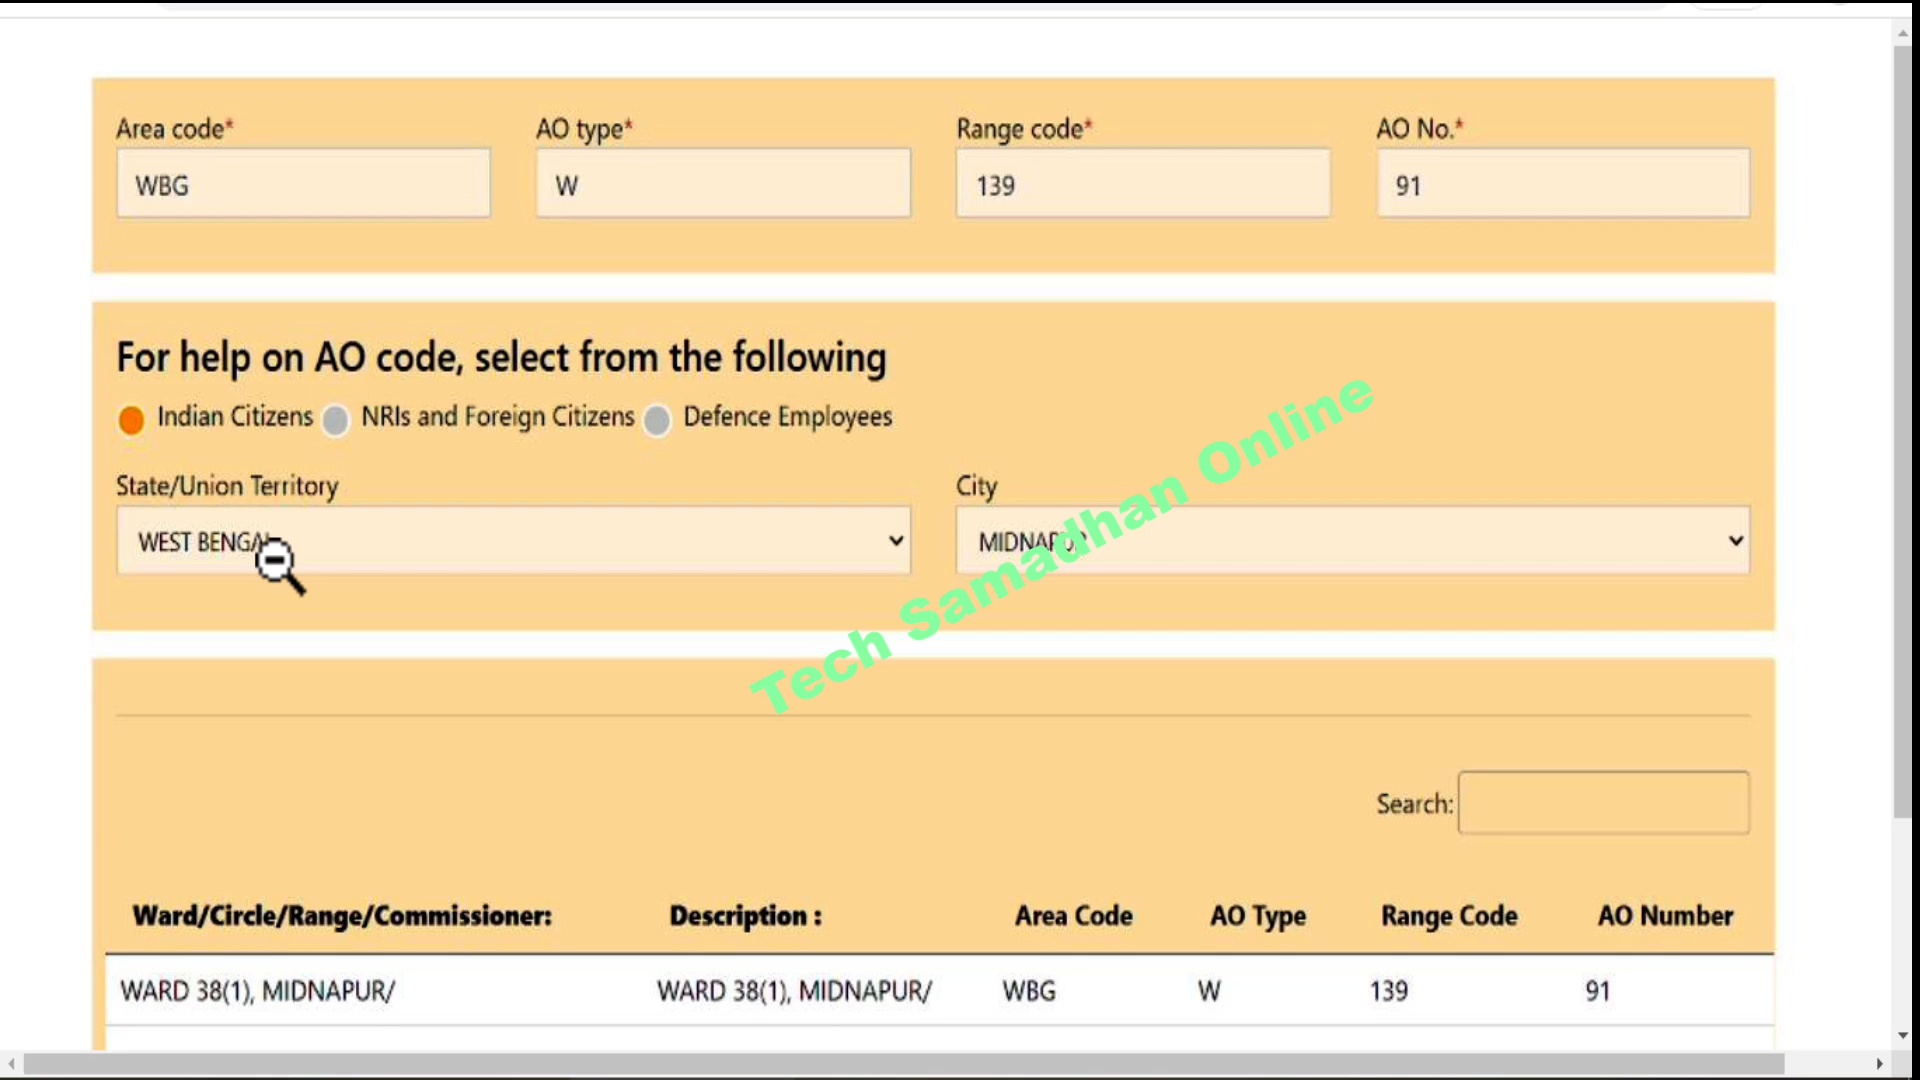 Area code* AO type* Range code* AO No.*
WBG W 139 91
For help on AO code, select from the following
Indian Citizens NRIs and Foreign Citizens Defence Employees
State/Union Territory City
WEST BENGAL MIDNAPUR
Tech Samadhan Online
Search:
Ward/Circle/Range/Commissioner: Description : Area Code AO Type Range Code AO Number
WARD 38(1), MIDNAPUR/ WARD 38(1), MIDNAPUR/ WBG W 139 91